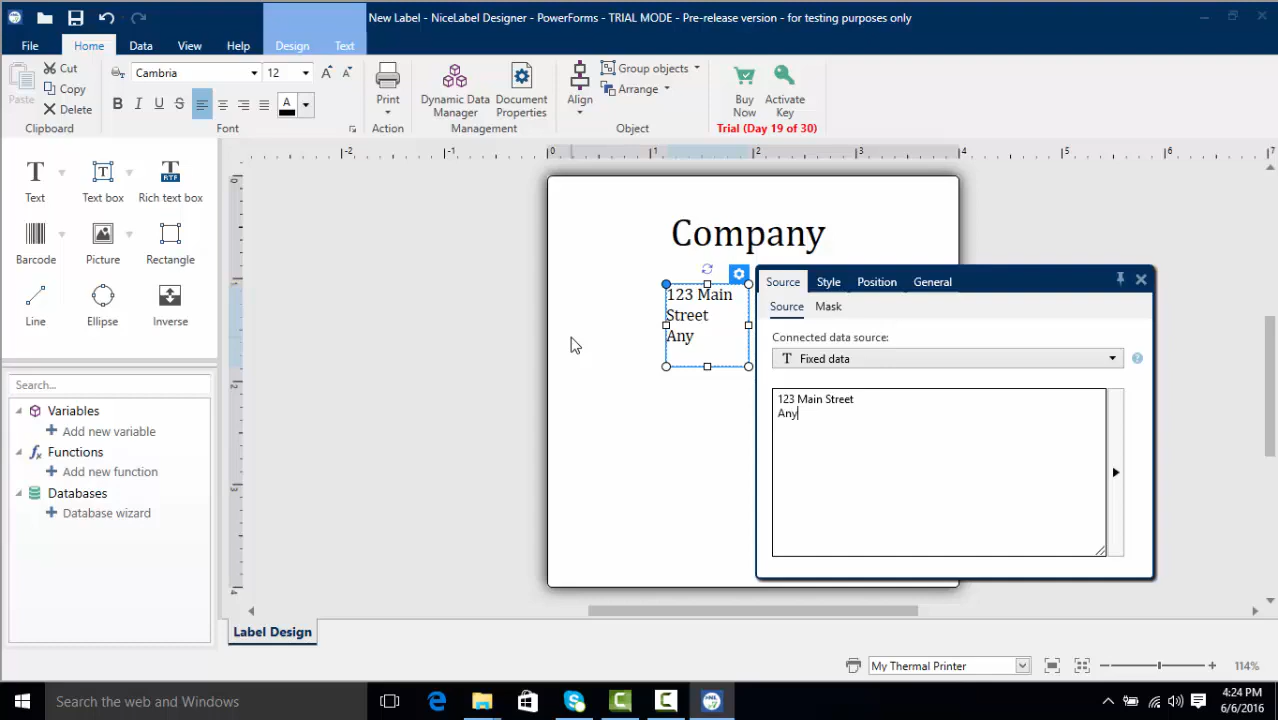 New Label - NiceLabel Designer - PowerForms - TRIAL MODE - Pre-release version - for testing purposes only
File Home Data View Help Design Text
Paste
Cut
Copy
Delete
Clipboard
Cambria 12
B I U S A
Font
Print
Action
Dynamic Data Manager
Document Properties
Management
Align
Group objects
Arrange
Object
Buy Now
Activate Key
Trial (Day 19 of 30)
T T RTF
Text Text box Rich text box
Barcode Picture Rectangle
Line Ellipse Inverse
Search...
Variables
Add new variable
Functions
Add new function
Databases
Database wizard
-2 -1 0 1 2 3 4 5 6 7
0
1
2
3
4
Company
123 Main
Street
Any
Source Style Position General
Source Mask
Connected data source:
T Fixed data ?
123 Main Street
Any
Label Design
My Thermal Printer 114%
Search the web and Windows
4:24 PM
6/6/2016